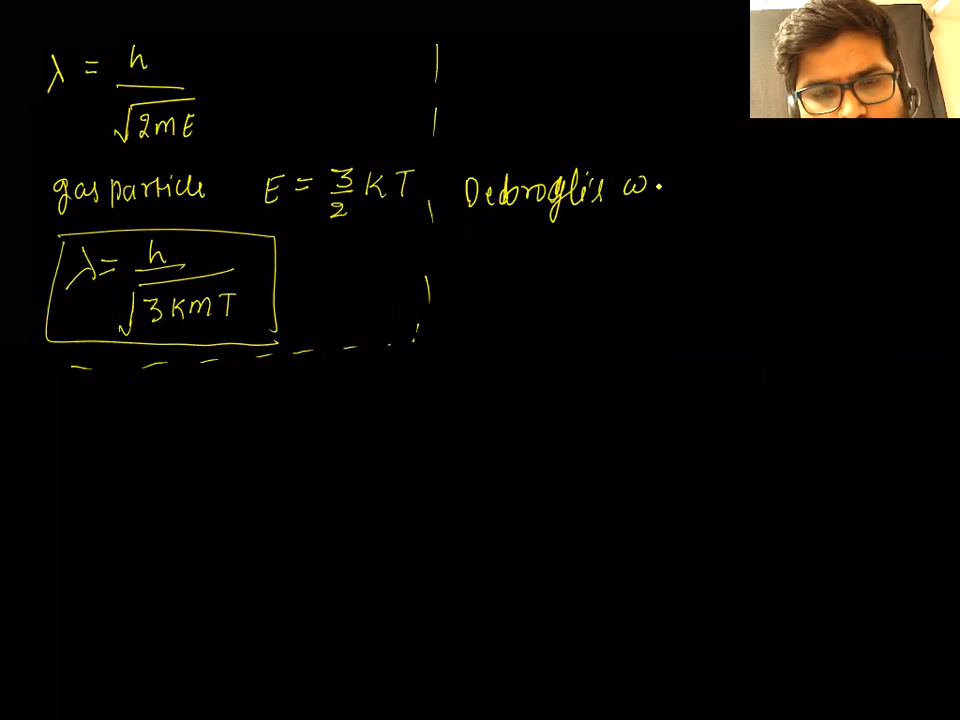 λ = h / √2mE
gas particle E = 3/2 KT
λ = h / √3KmT
Debroglie w.